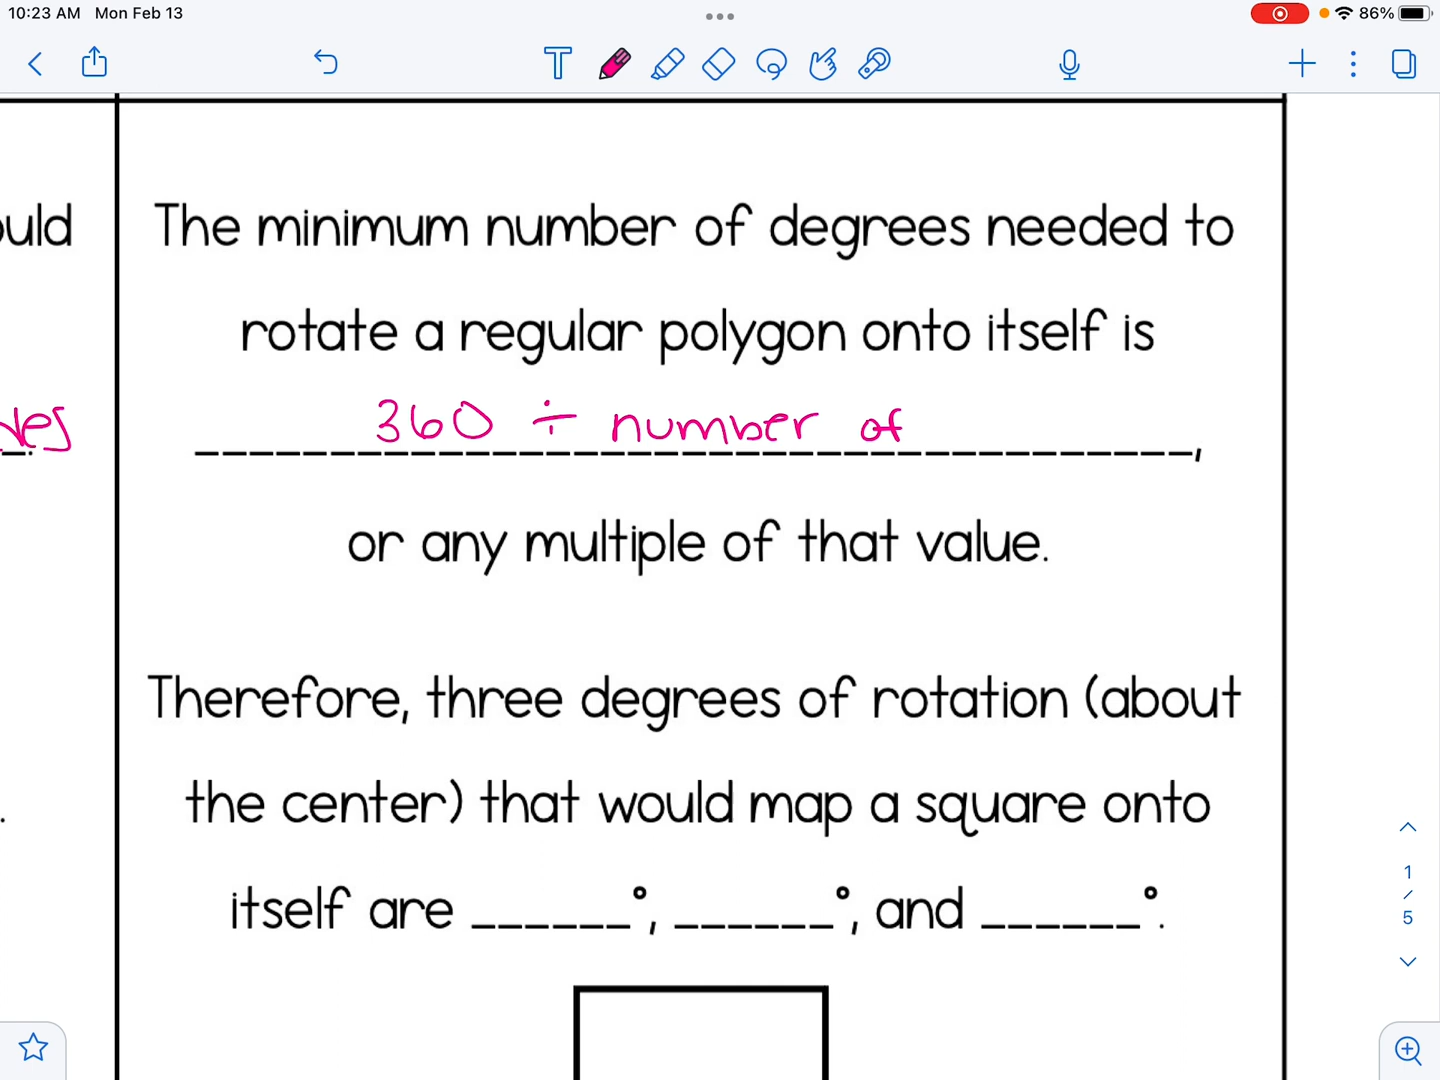 10:23 AM Mon Feb 13
86%
ould
The minimum number of degrees needed to
rotate a regular polygon onto itself is
360 ÷ number of
______________________________________,
or any multiple of that value.
Therefore, three degrees of rotation (about
the center) that would map a square onto
itself are ______°, ______°, and ______°.
1
/
5